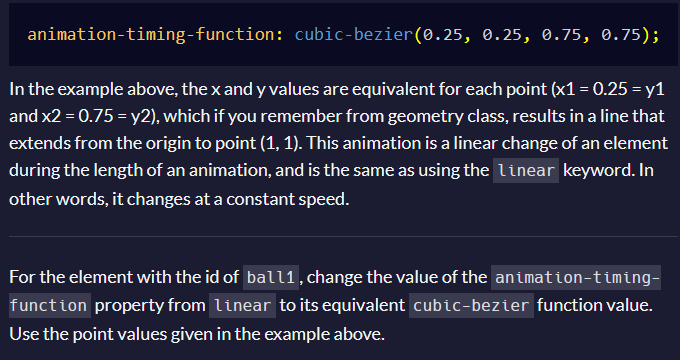 animation-timing-function: cubic-bezier(0.25, 0.25, 0.75, 0.75);
In the example above, the x and y values are equivalent for each point (x1 = 0.25 = y1
and x2 = 0.75 = y2), which if you remember from geometry class, results in a line that
extends from the origin to point (1, 1). This animation is a linear change of an element
during the length of an animation, and is the same as using the linear keyword. In
other words, it changes at a constant speed.
For the element with the id of ball1, change the value of the animation-timing-
function property from linear to its equivalent cubic-bezier function value.
Use the point values given in the example above.